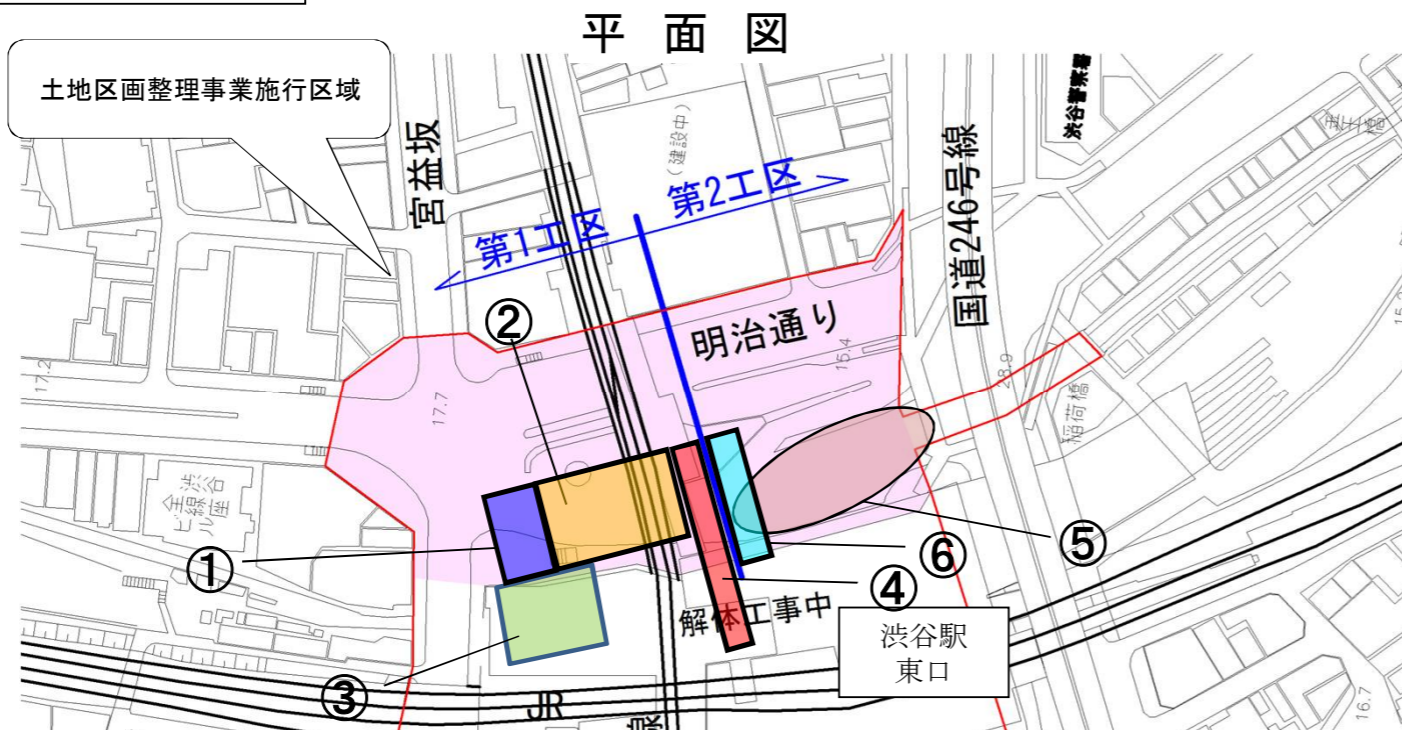 平面図
土地区画整理事業施行区域
渋谷警察署
宮益坂
(建設中)
第2工区
第1工区
国道246号線
②
明治通り
15.4
28.9
17.2
17.7
稲荷橋
渋谷
全線座
ビル
①
⑥
⑤
④
解体工事中
渋谷駅
東口
③
JR
線
16.7